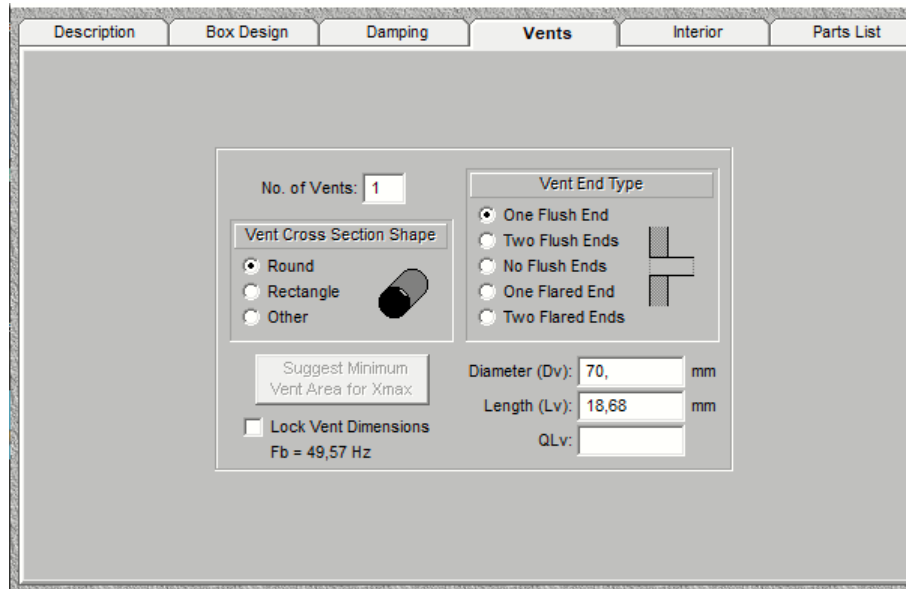 Description Box Design Damping Vents Interior Parts List
No. of Vents: 1
Vent Cross Section Shape
Round
Rectangle
Other
Vent End Type
One Flush End
Two Flush Ends
No Flush Ends
One Flared End
Two Flared Ends
Suggest Minimum
Vent Area for Xmax
Lock Vent Dimensions
Fb = 49,57 Hz
Diameter (Dv): 70, mm
Length (Lv): 18,68 mm
QLv: